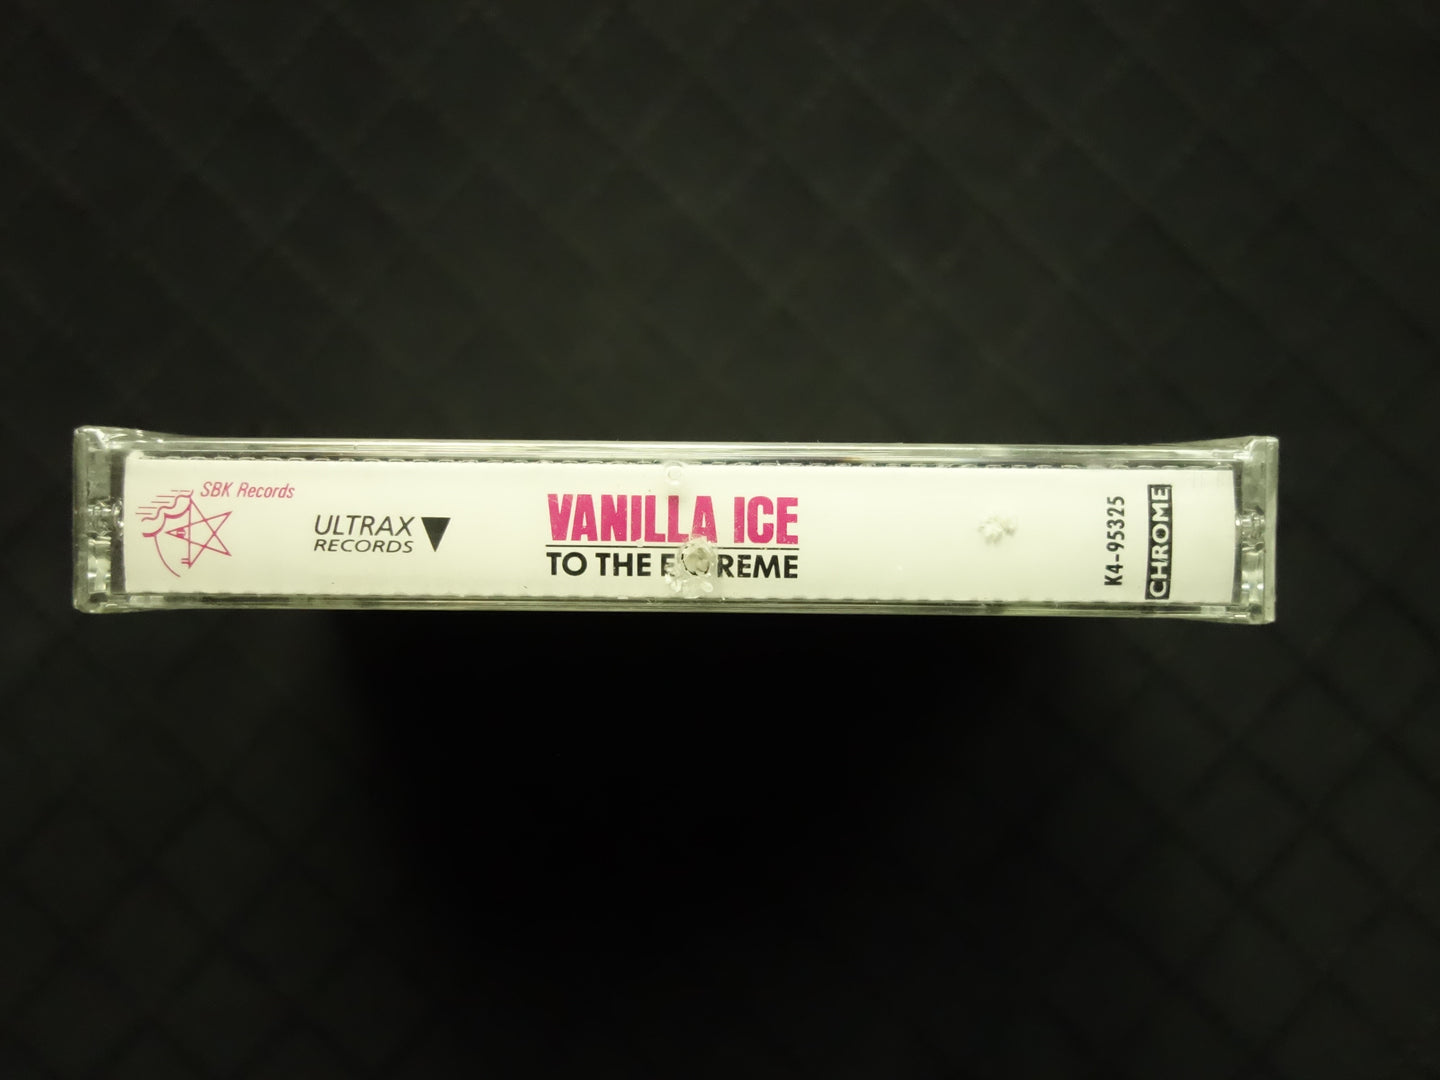 SBK Records
ULTRAX
RECORDS
VANILLA ICE
TO THE
K4-95325
CHROME